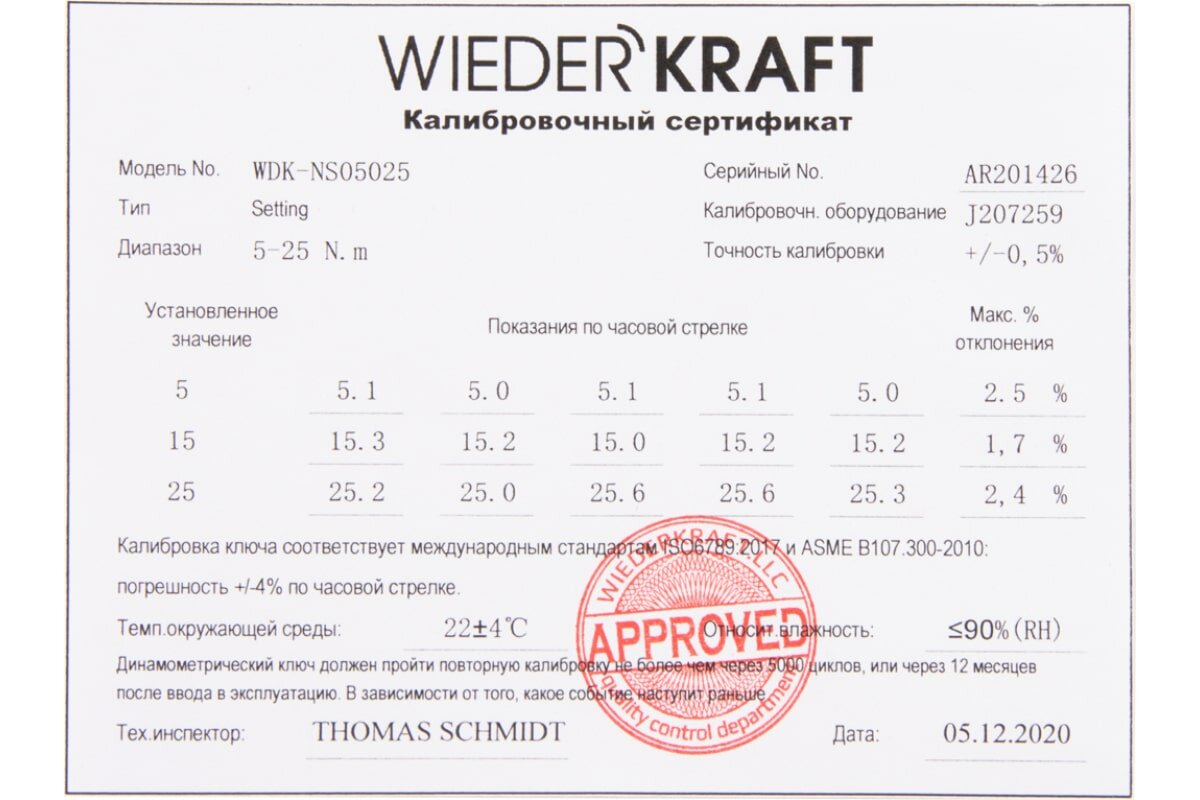 WIEDERKRAFT
Калибровочный сертификат
Модель No. WDK-NS05025 Серийный No. AR201426
Тип Setting Калибровочн. оборудование J207259
Диапазон 5-25 N.m Точность калибровки +/-0,5%
Установленное значение Показания по часовой стрелке Макс. % отклонения
5 5.1 5.0 5.1 5.1 5.0 2.5 %
15 15.3 15.2 15.0 15.2 15.2 1,7 %
25 25.2 25.0 25.6 25.6 25.3 2,4 %
Калибровка ключа соответствует международным стандартам ISO6789:2017 и ASME B107.300-2010:
погрешность +/-4% по часовой стрелке.
Темп.окружающей среды: 22±4℃ Относит.влажность: ≤90%(RH)
Динамометрический ключ должен пройти повторную калибровку не более чем через 5000 циклов, или через 12 месяцев
после ввода в эксплуатацию. В зависимости от того, какое событие наступит раньше
Тех.инспектор: THOMAS SCHMIDT Дата: 05.12.2020
WIEDERKRAFT.LLC
APPROVED
quality control department